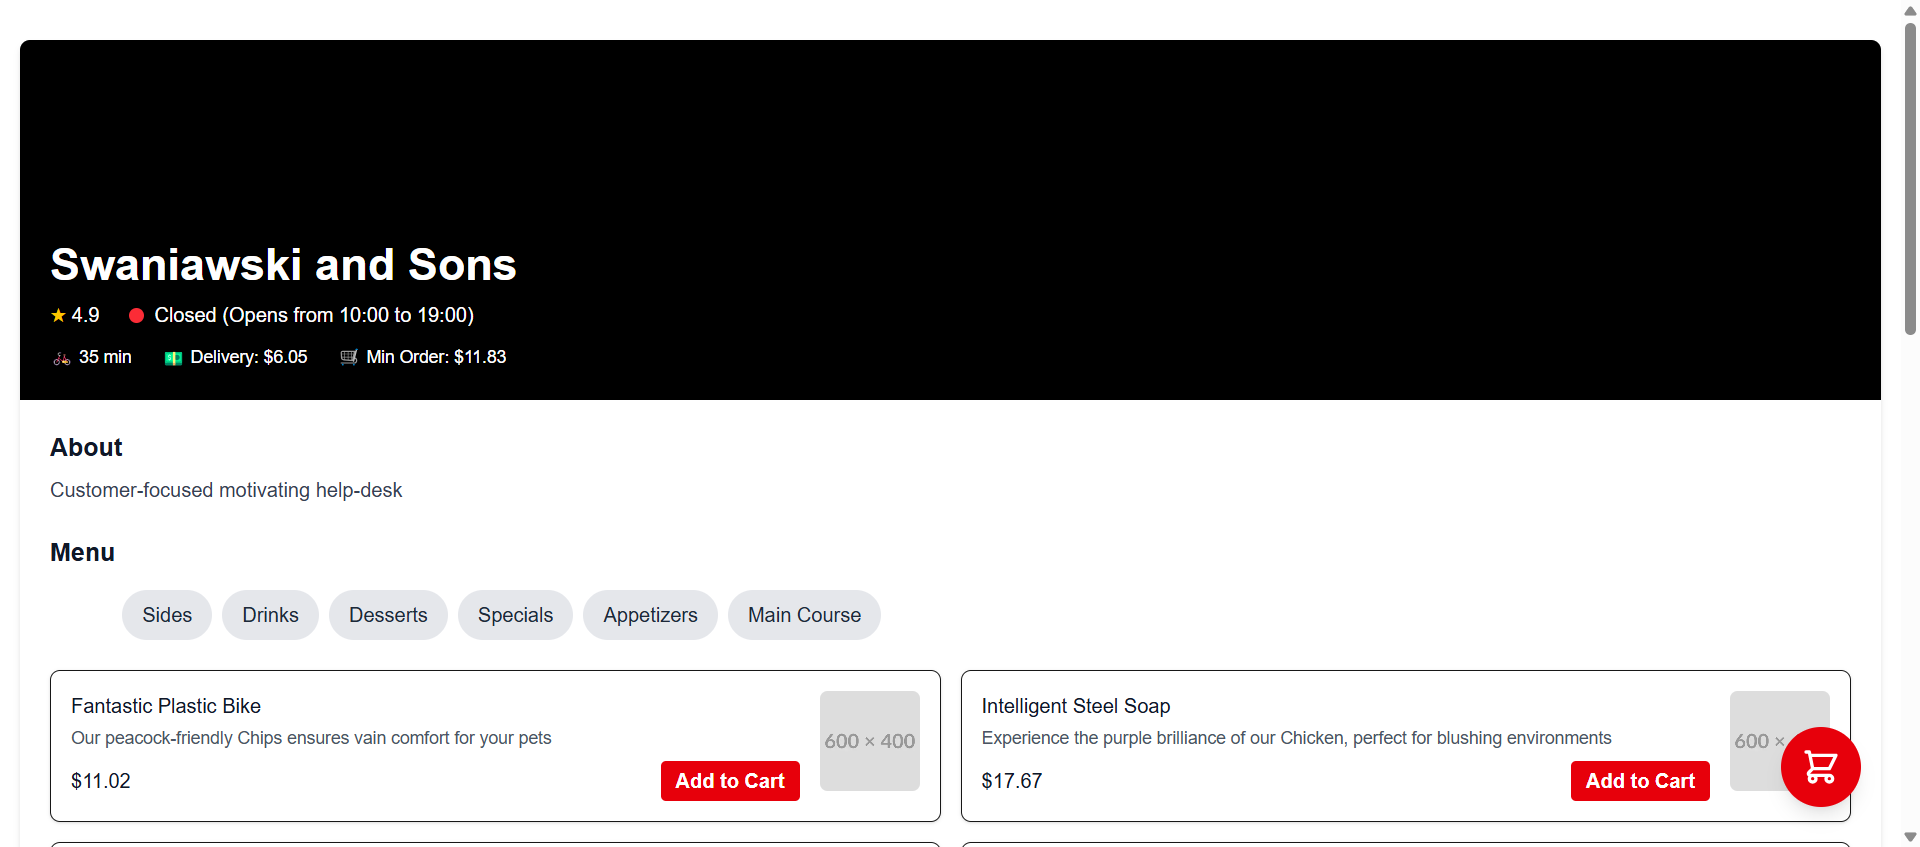 Swaniawski and Sons
★ 4.9 Closed (Opens from 10:00 to 19:00)
35 min Delivery: $6.05 Min Order: $11.83
About
Customer-focused motivating help-desk
Menu
Sides Drinks Desserts Specials Appetizers Main Course
Fantastic Plastic Bike
Our peacock-friendly Chips ensures vain comfort for your pets
$11.02 Add to Cart
600 × 400
Intelligent Steel Soap
Experience the purple brilliance of our Chicken, perfect for blushing environments
$17.67 Add to Cart
600 ×